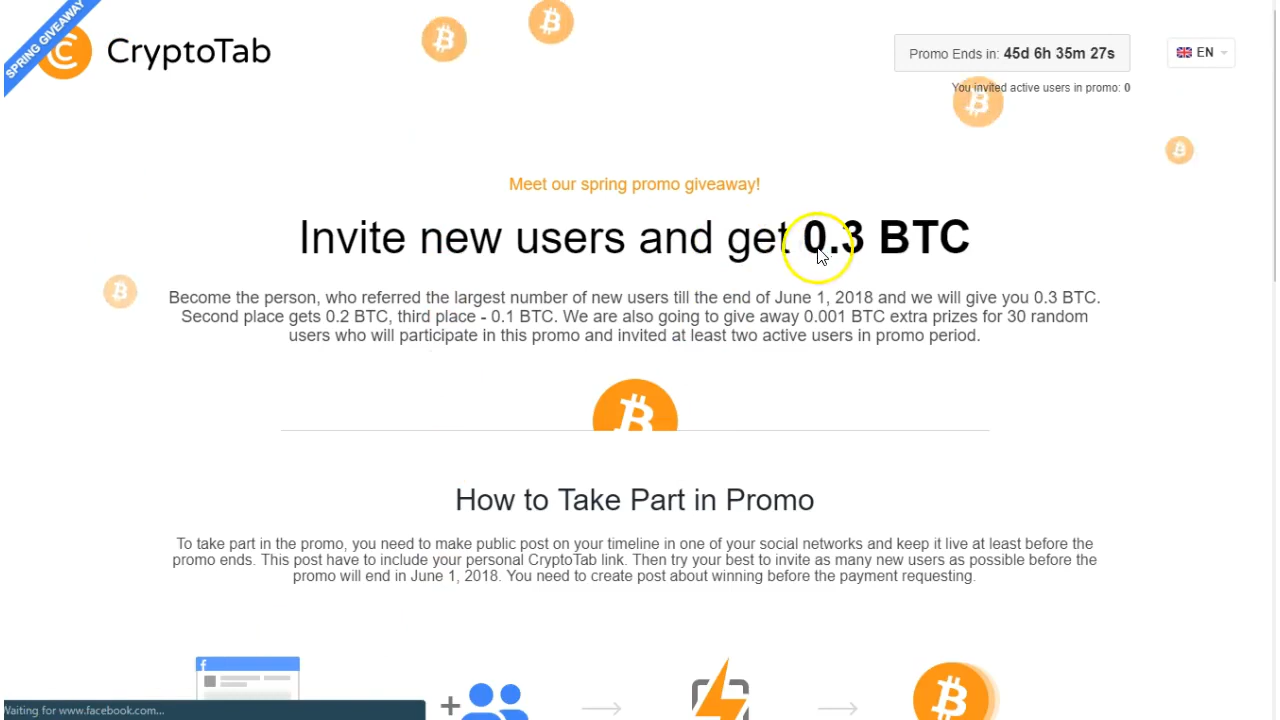 SPRING GIVEAWAY
CryptoTab
Promo Ends in: 45d 6h 35m 27s
EN
You invited active users in promo: 0
Meet our spring promo giveaway!
Invite new users and get 0.3 BTC
Become the person, who referred the largest number of new users till the end of June 1, 2018 and we will give you 0.3 BTC.
Second place gets 0.2 BTC, third place - 0.1 BTC. We are also going to give away 0.001 BTC extra prizes for 30 random
users who will participate in this promo and invited at least two active users in promo period.
How to Take Part in Promo
To take part in the promo, you need to make public post on your timeline in one of your social networks and keep it live at least before the
promo ends. This post have to include your personal CryptoTab link. Then try your best to invite as many new users as possible before the
promo will end in June 1, 2018. You need to create post about winning before the payment requesting.
Waiting for www.facebook.com...